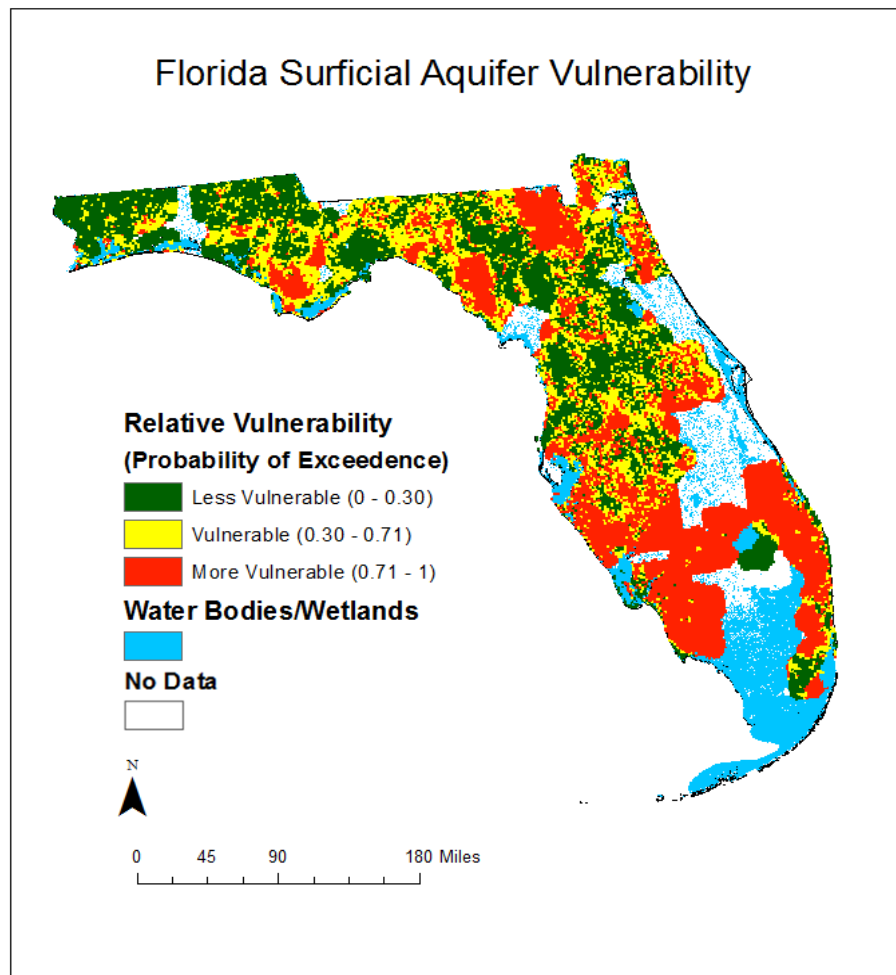 Florida Surficial Aquifer Vulnerability
Relative Vulnerability
(Probability of Exceedence)
Less Vulnerable (0 - 0.30)
Vulnerable (0.30 - 0.71)
More Vulnerable (0.71 - 1)
Water Bodies/Wetlands
No Data
N
0 45 90 180 Miles